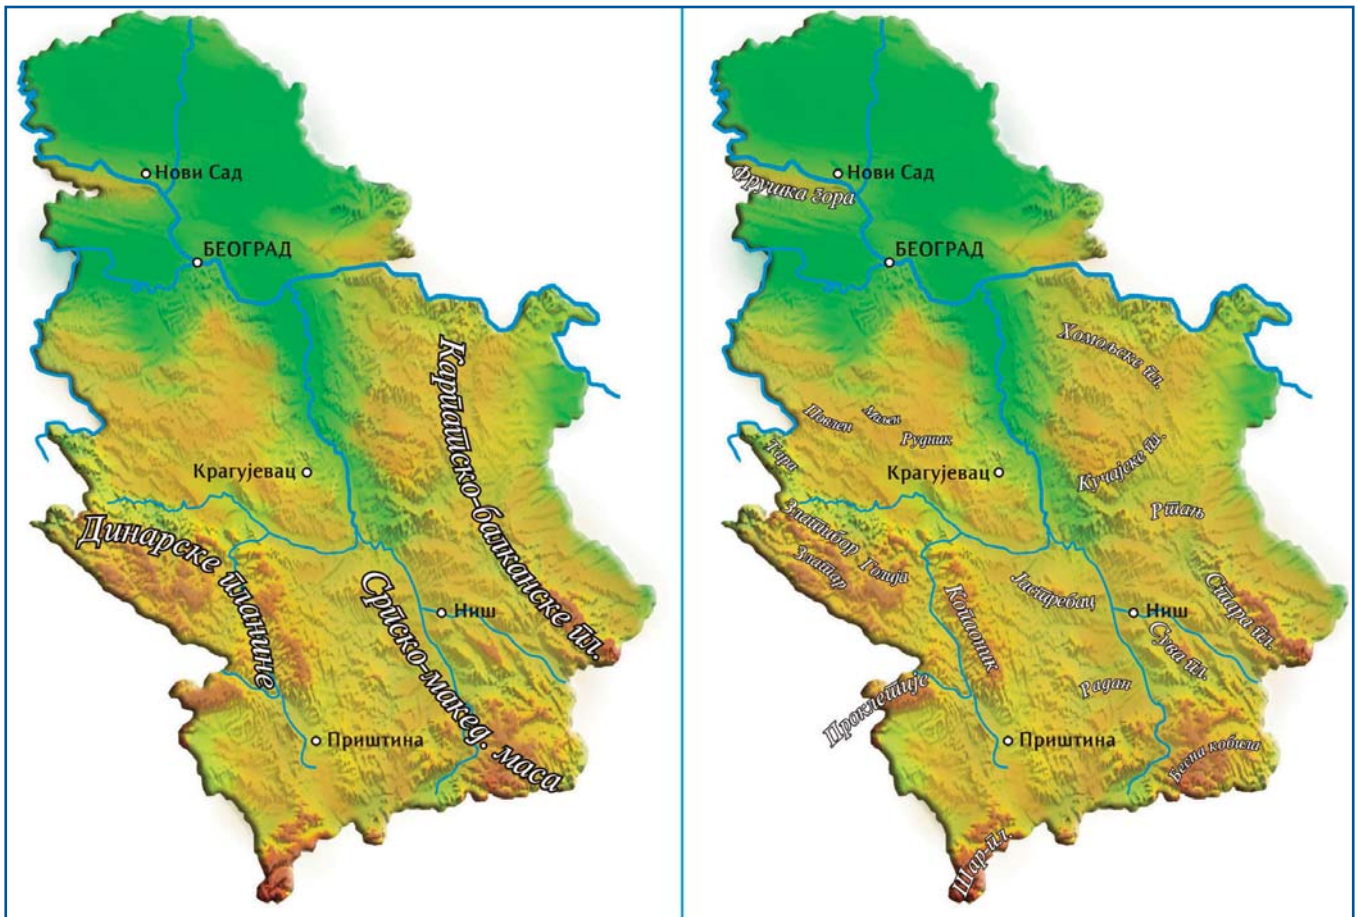 Нови Сад
БЕОГРАД
Карпатско-балканске пл.
Крагујевац
Динарске планине
Српско-макед. маса
Ниш
Приштина
Нови Сад
Фрушка гора
БЕОГРАД
Хомољске пл.
Повлен
Маљен
Рудник
Тара
Крагујевац
Кучајске пл.
Ртањ
Златибор
Златар
Голија
Копаоник
Јастребац
Ниш
Стара пл.
Сува пл.
Радан
Проклетије
Приштина
Бесна кобила
Шар-пл.